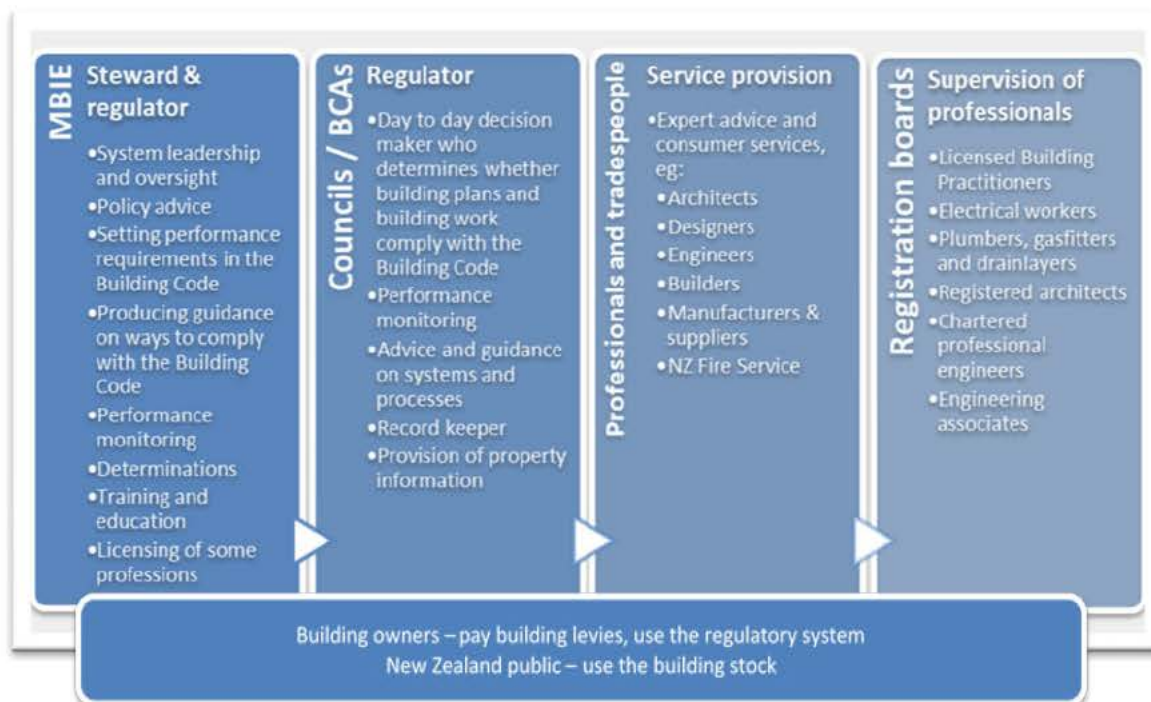 MBIE
Steward &
regulator
•System leadership
and oversight
•Policy advice
•Setting performance
requirements in the
Building Code
•Producing guidance
on ways to comply
with the Building
Code
•Performance
monitoring
•Determinations
•Training and
education
•Licensing of some
professions
Councils / BCAs
Regulator
•Day to day decision
maker who
determines whether
building plans and
building work
comply with the
Building Code
•Performance
monitoring
•Advice and guidance
on systems and
processes
•Record keeper
•Provision of property
information
Professionals and tradespeople
Service provision
•Expert advice and
consumer services,
eg:
•Architects
•Designers
•Engineers
•Builders
•Manufacturers &
suppliers
•NZ Fire Service
Registration boards
Supervision of
professionals
•Licensed Building
Practitioners
•Electrical workers
•Plumbers, gasfitters
and drainlayers
•Registered architects
•Chartered
professional
engineers
•Engineering
associates
Building owners – pay building levies, use the regulatory system
New Zealand public – use the building stock